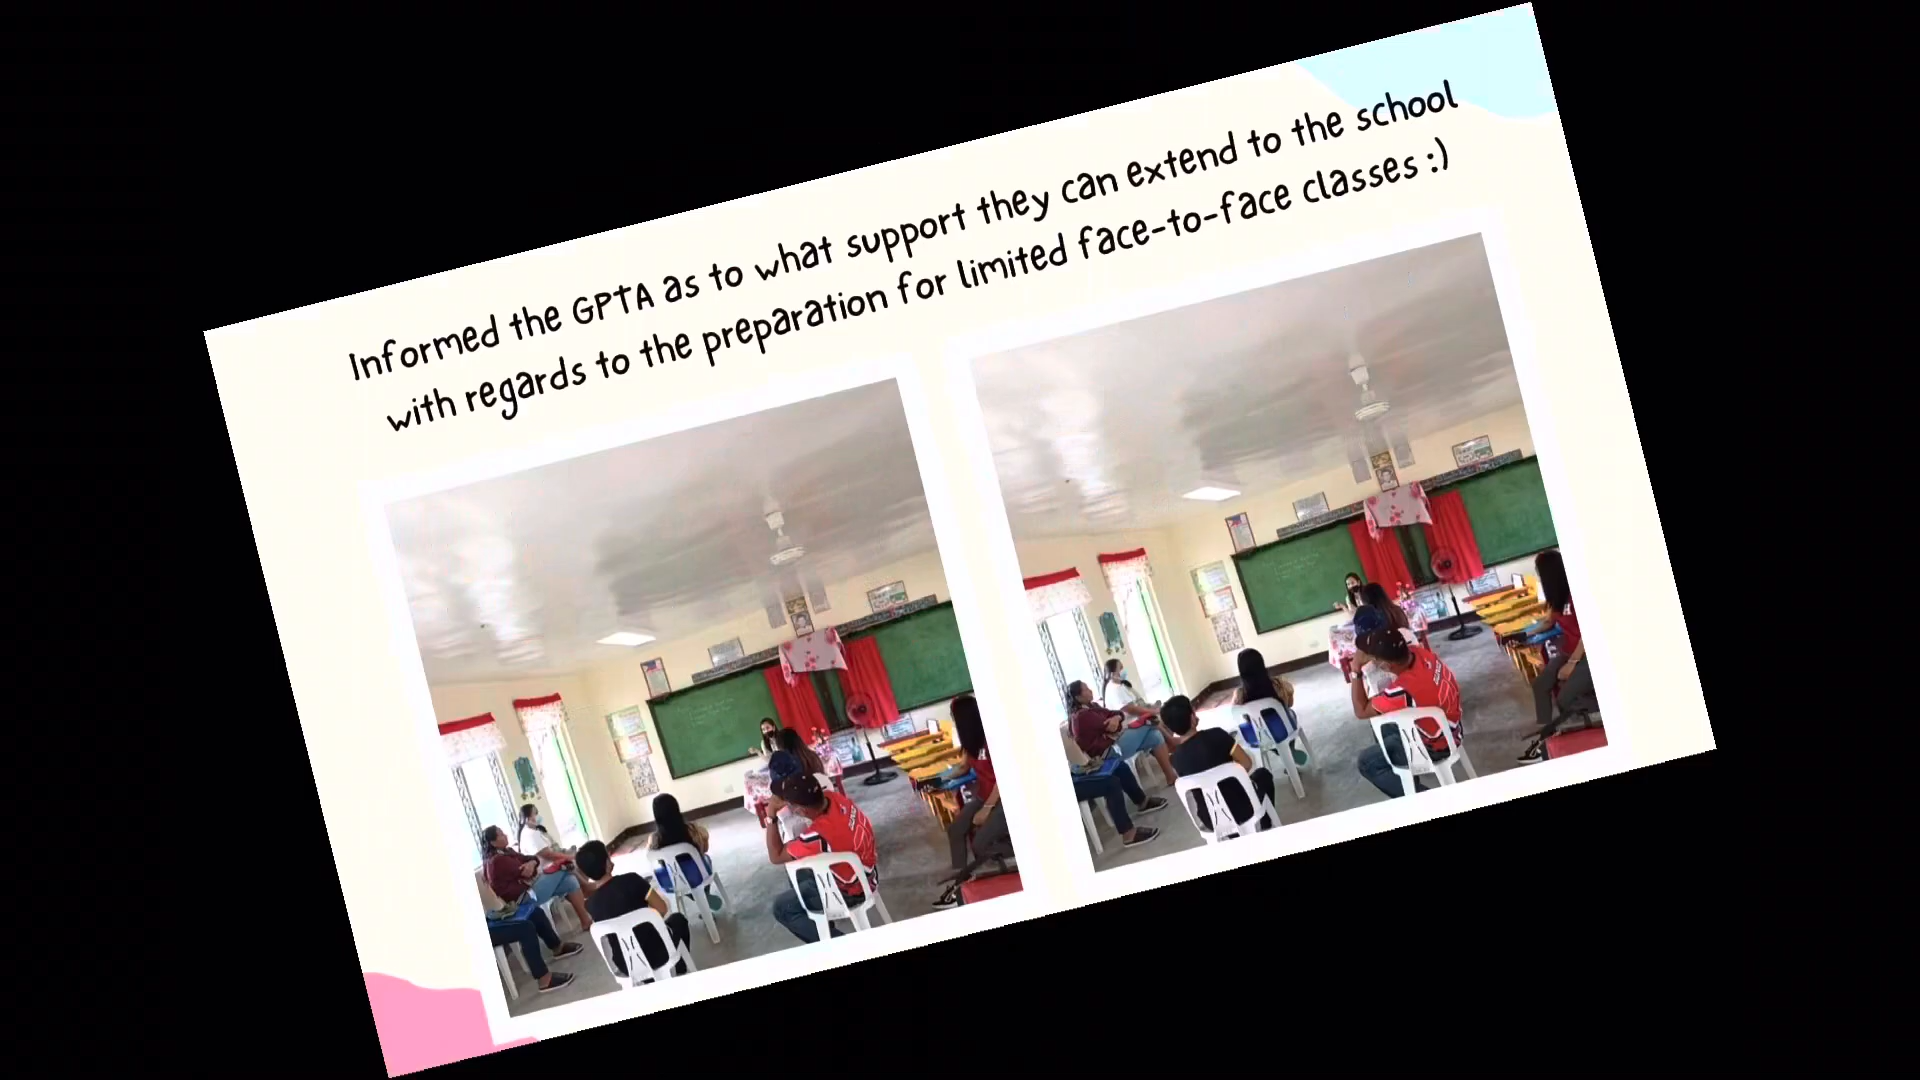 Informed the GPTA as to what support they can extend to the school
with regards to the preparation for limited face-to-face classes :)